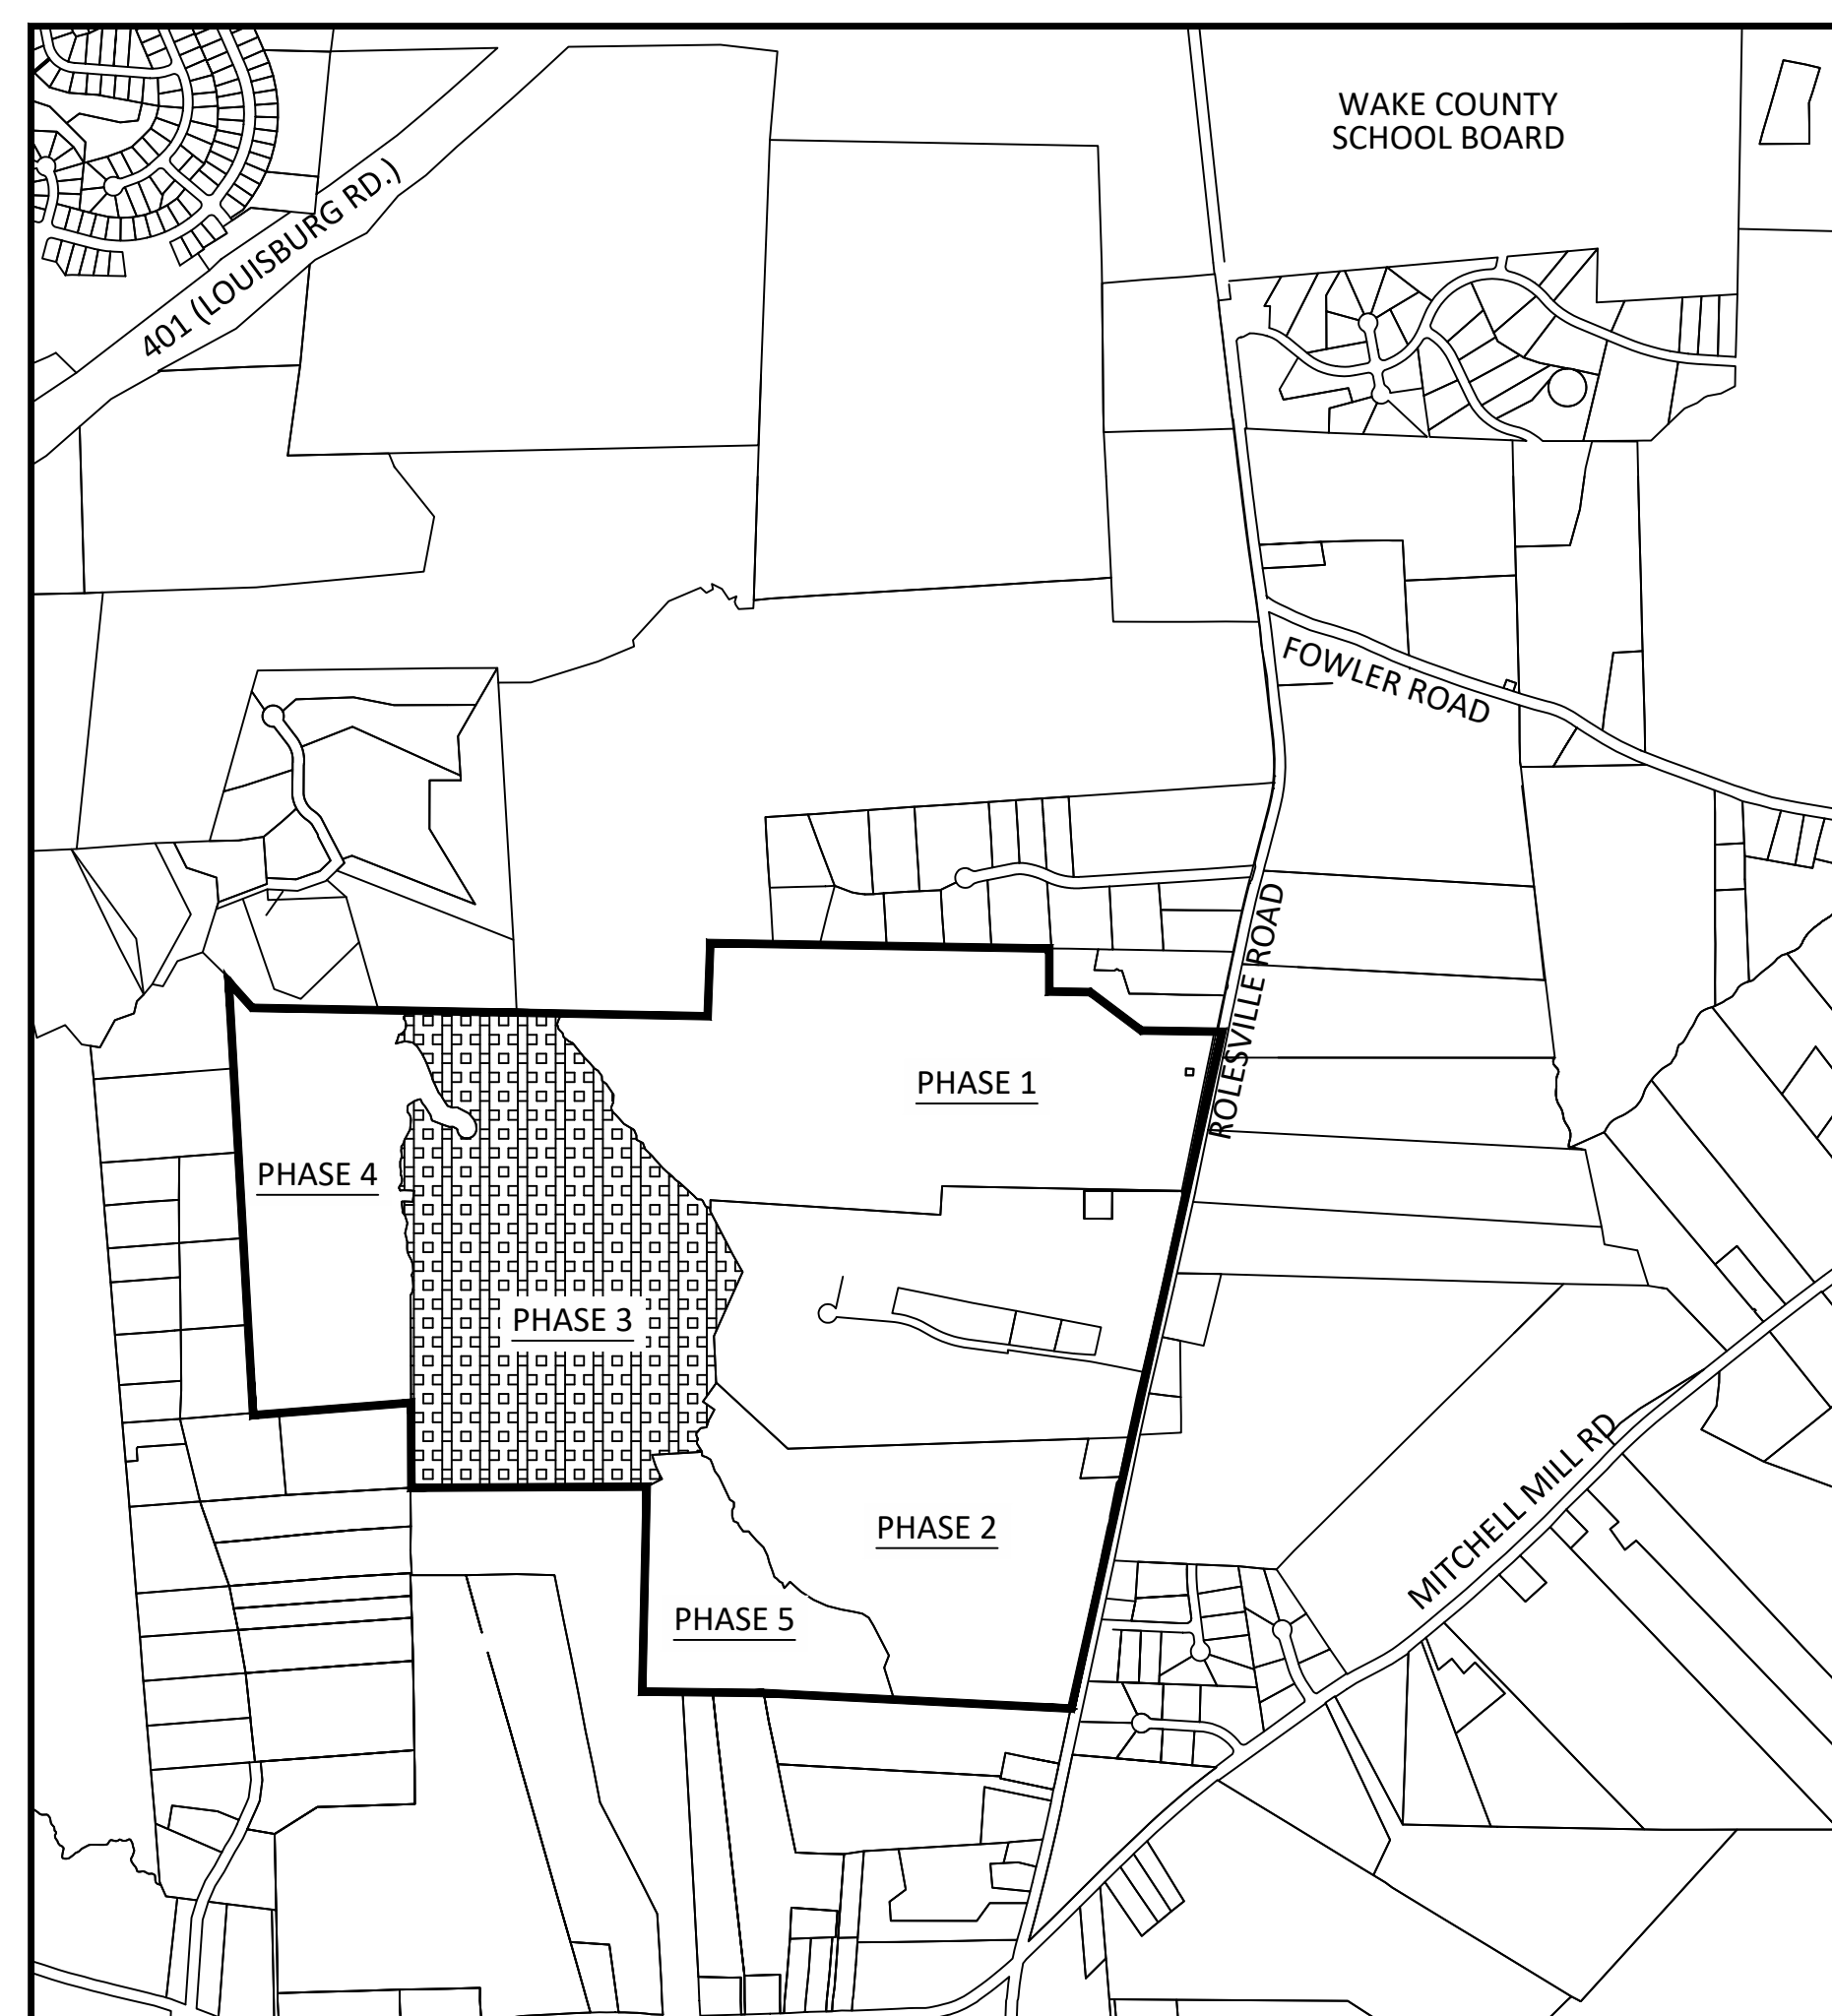 WAKE COUNTY
SCHOOL BOARD
401 (LOUISBURG RD.)
FOWLER ROAD
ROLESVILLE ROAD
PHASE 1
PHASE 4
PHASE 3
MITCHELL MILL RD
PHASE 2
PHASE 5